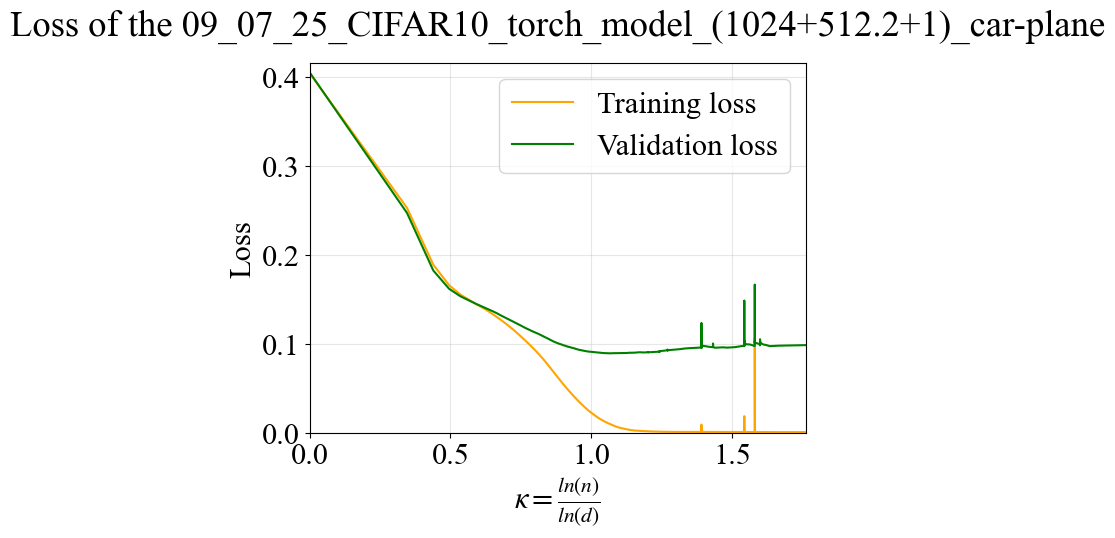 Loss of the 09_07_25_CIFAR10_torch_model_(1024+512.2+1)_car-plane
0.4
Training loss
Validation loss
0.3
0.2
Loss
0.1
0.0
0.0 0.5 1.0 1.5
κ = ln(n)/ln(d)